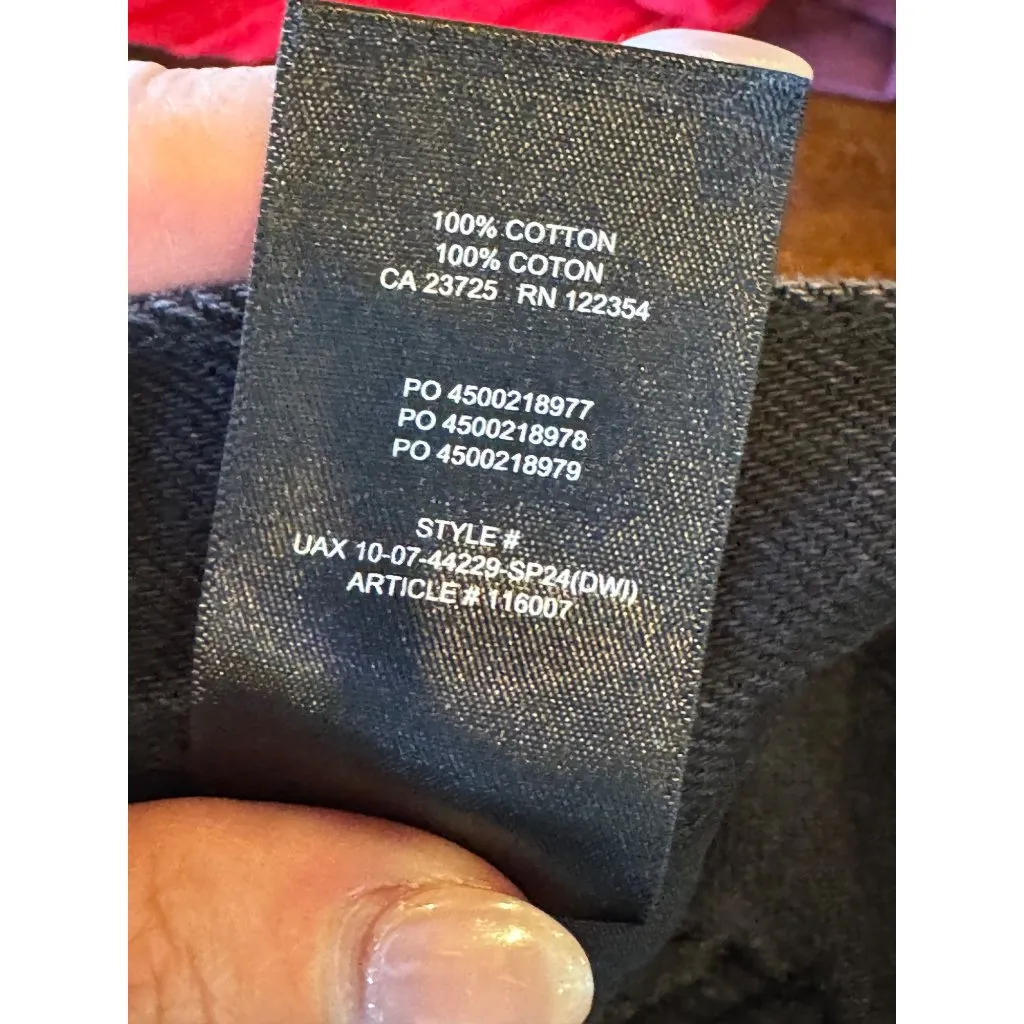 100% COTTON
100% COTON
CA 23725 RN 122354
PO 4500218977
PO 4500218978
PO 4500218979
STYLE #
UAX 10-07-44229-SP24(DWI)
ARTICLE # 116007